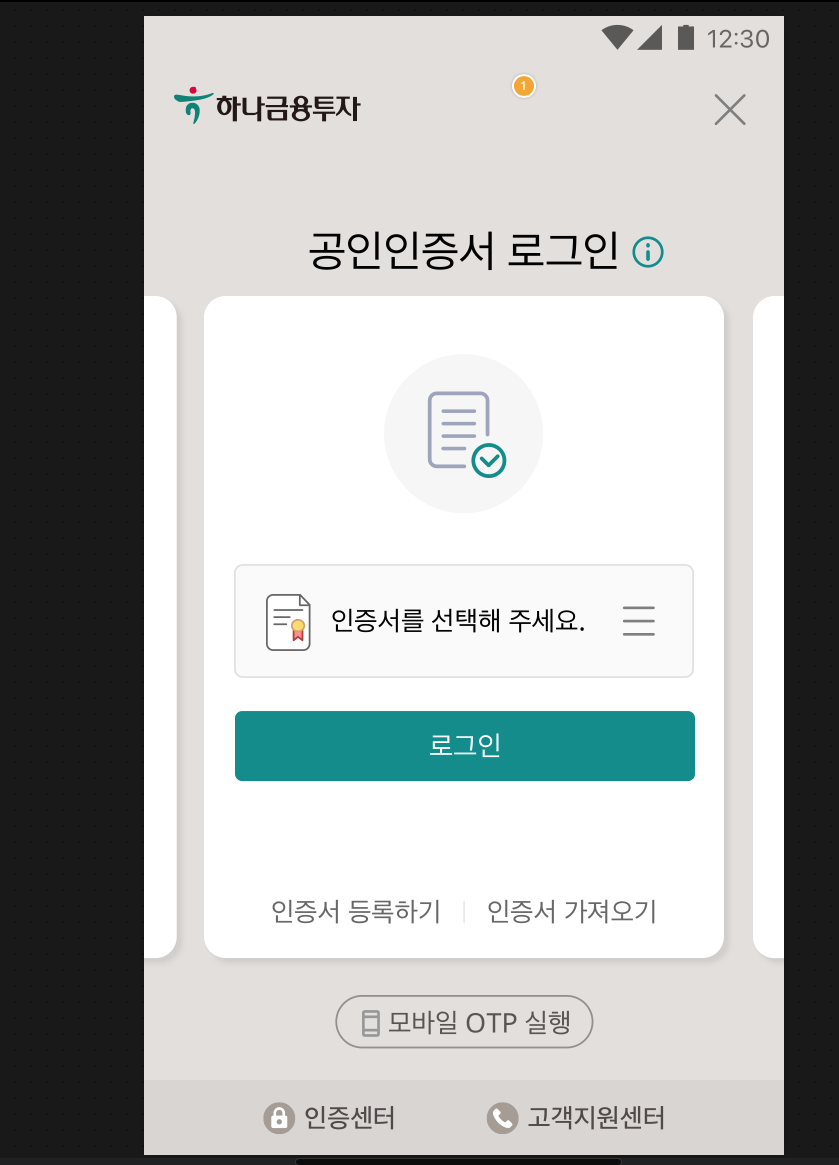 12:30
1
하나금융투자
공인인증서 로그인
인증서를 선택해 주세요.
로그인
인증서 등록하기 인증서 가져오기
모바일 OTP 실행
인증센터 고객지원센터